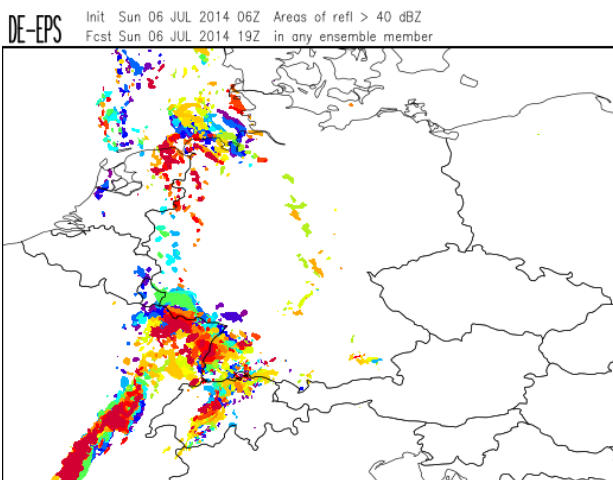 DE-EPS
Init Sun 06 JUL 2014 06Z Areas of refl > 40 dBZ
Fcst Sun 06 JUL 2014 19Z in any ensemble member